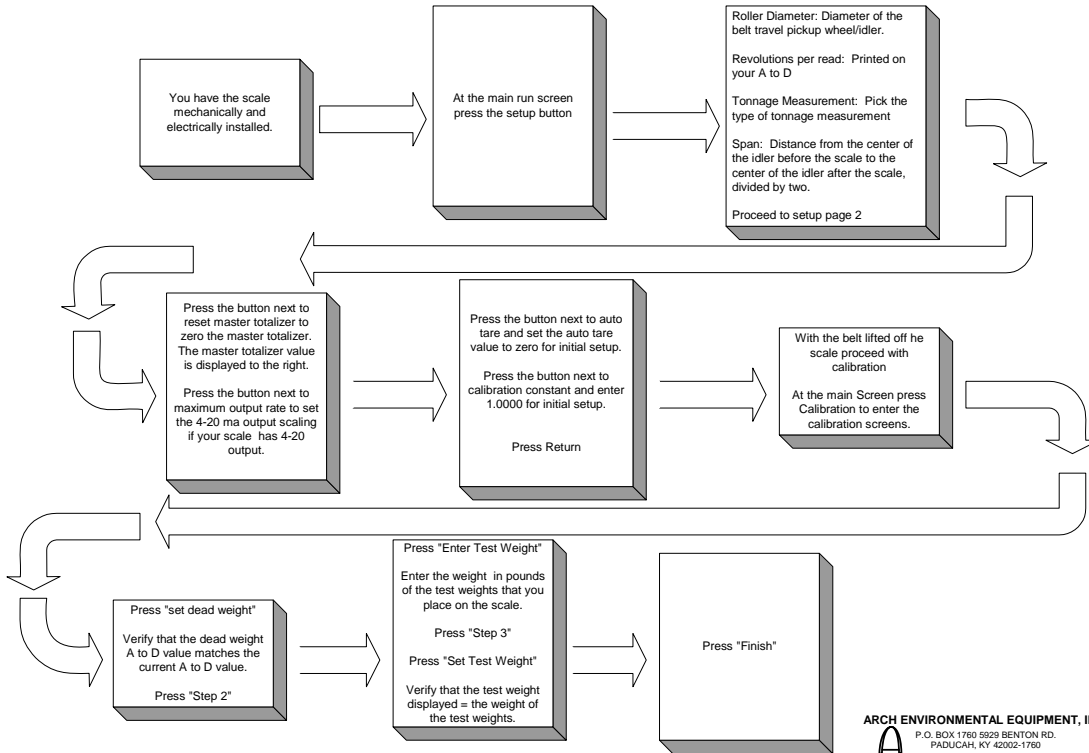 You have the scale
mechanically and
electrically installed.
At the main run screen
press the setup button
Roller Diameter: Diameter of the
belt travel pickup wheel/idler.
Revolutions per read: Printed on
your A to D
Tonnage Measurement: Pick the
type of tonnage measurement
Span: Distance from the center of
the idler before the scale to the
center of the idler after the scale,
divided by two.
Proceed to setup page 2
Press the button next to
reset master totalizer to
zero the master totalizer.
The master totalizer value
is displayed to the right.
Press the button next to
maximum output rate to set
the 4-20 ma output scaling
if your scale has 4-20
output.
Press the button next to auto
tare and set the auto tare
value to zero for initial setup.
Press the button next to
calibration constant and enter
1.0000 for initial setup.
Press Return
With the belt lifted off he
scale proceed with
calibration
At the main Screen press
Calibration to enter the
calibration screens.
Press "set dead weight"
Verify that the dead weight
A to D value matches the
current A to D value.
Press "Step 2"
Press "Enter Test Weight"
Enter the weight in pounds
of the test weights that you
place on the scale.
Press "Step 3"
Press "Set Test Weight"
Verify that the test weight
displayed = the weight of
the test weights.
Press "Finish"
ARCH ENVIRONMENTAL EQUIPMENT,
P.O. BOX 1760 5929 BENTON RD.
PADUCAH, KY 42002-1760